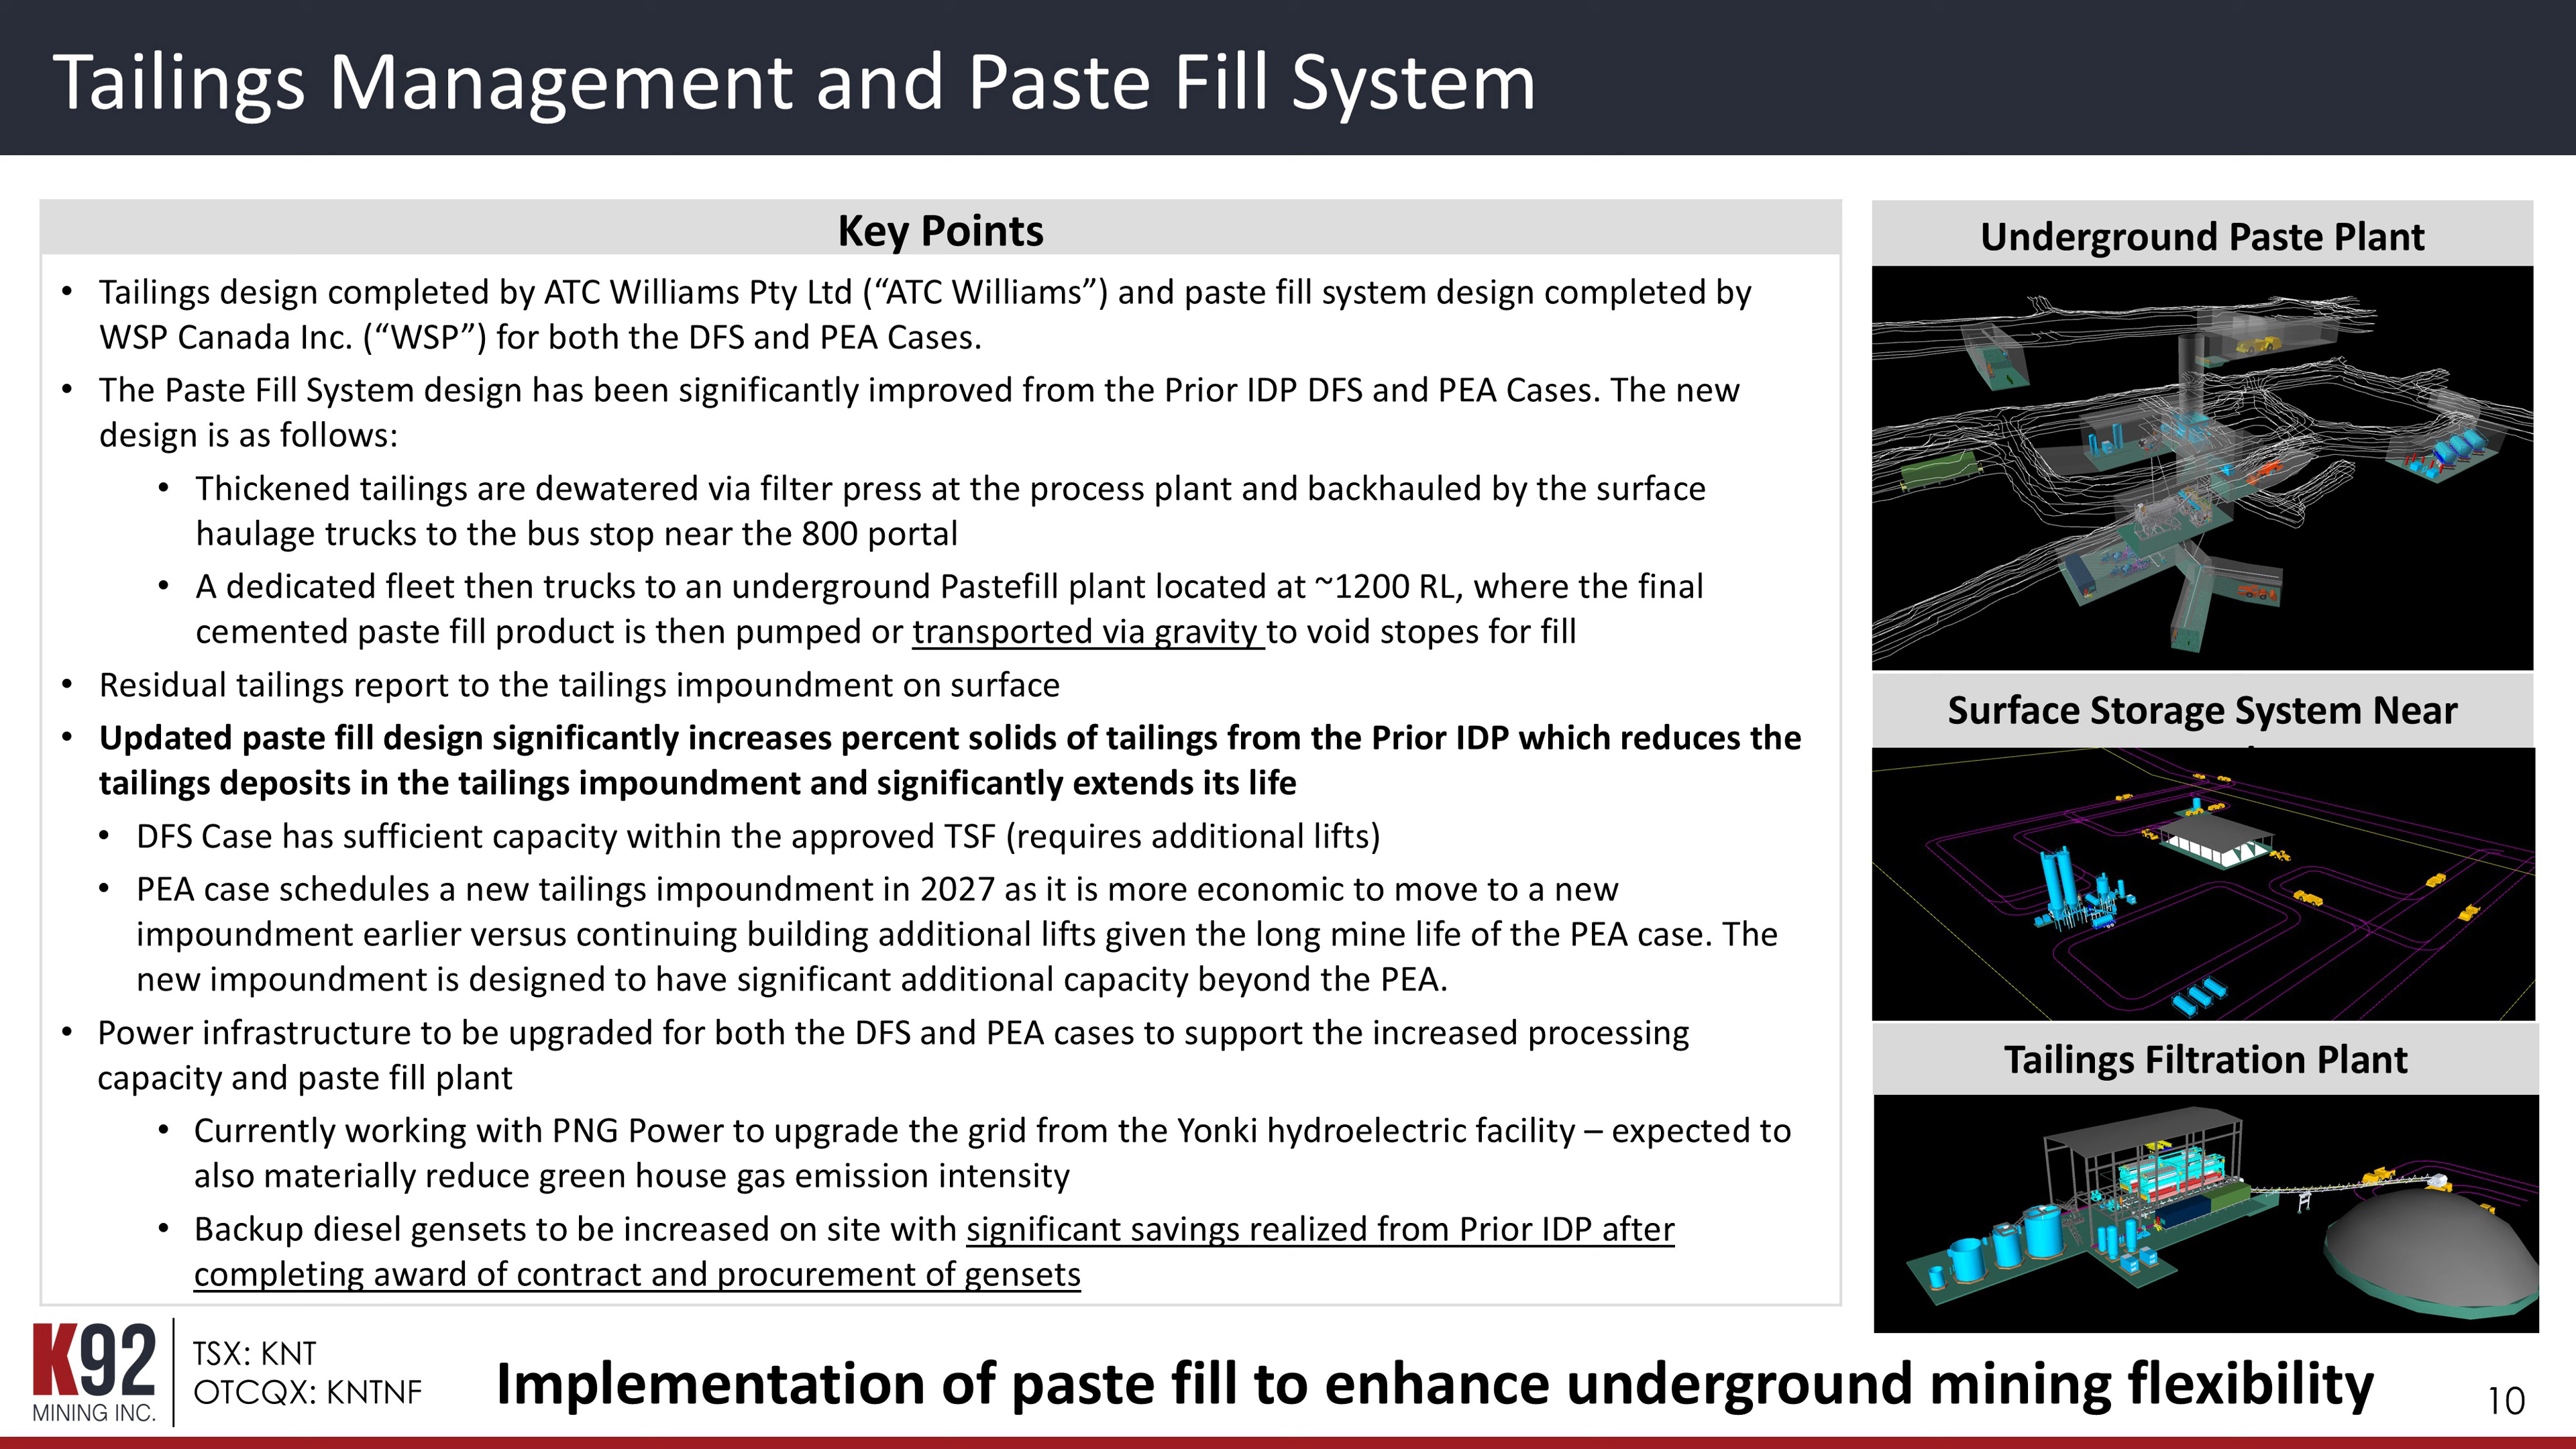 Tailings Management and Paste Fill System
Key Points
• Tailings design completed by ATC Williams Pty Ltd (“ATC Williams”) and paste fill system design completed by
WSP Canada Inc. (“WSP”) for both the DFS and PEA Cases.
• The Paste Fill System design has been significantly improved from the Prior IDP DFS and PEA Cases. The new
design is as follows:
• Thickened tailings are dewatered via filter press at the process plant and backhauled by the surface
haulage trucks to the bus stop near the 800 portal
• A dedicated fleet then trucks to an underground Pastefill plant located at ~1200 RL, where the final
cemented paste fill product is then pumped or transported via gravity to void stopes for fill
• Residual tailings report to the tailings impoundment on surface
• Updated paste fill design significantly increases percent solids of tailings from the Prior IDP which reduces the
tailings deposits in the tailings impoundment and significantly extends its life
• DFS Case has sufficient capacity within the approved TSF (requires additional lifts)
• PEA case schedules a new tailings impoundment in 2027 as it is more economic to move to a new
impoundment earlier versus continuing building additional lifts given the long mine life of the PEA case. The
new impoundment is designed to have significant additional capacity beyond the PEA.
• Power infrastructure to be upgraded for both the DFS and PEA cases to support the increased processing
capacity and paste fill plant
• Currently working with PNG Power to upgrade the grid from the Yonki hydroelectric facility – expected to
also materially reduce green house gas emission intensity
• Backup diesel gensets to be increased on site with significant savings realized from Prior IDP after
completing award of contract and procurement of gensets
Underground Paste Plant
Surface Storage System Near
Tailings Filtration Plant
K92
MINING INC.
TSX: KNT
OTCQX: KNTNF
Implementation of paste fill to enhance underground mining flexibility
10